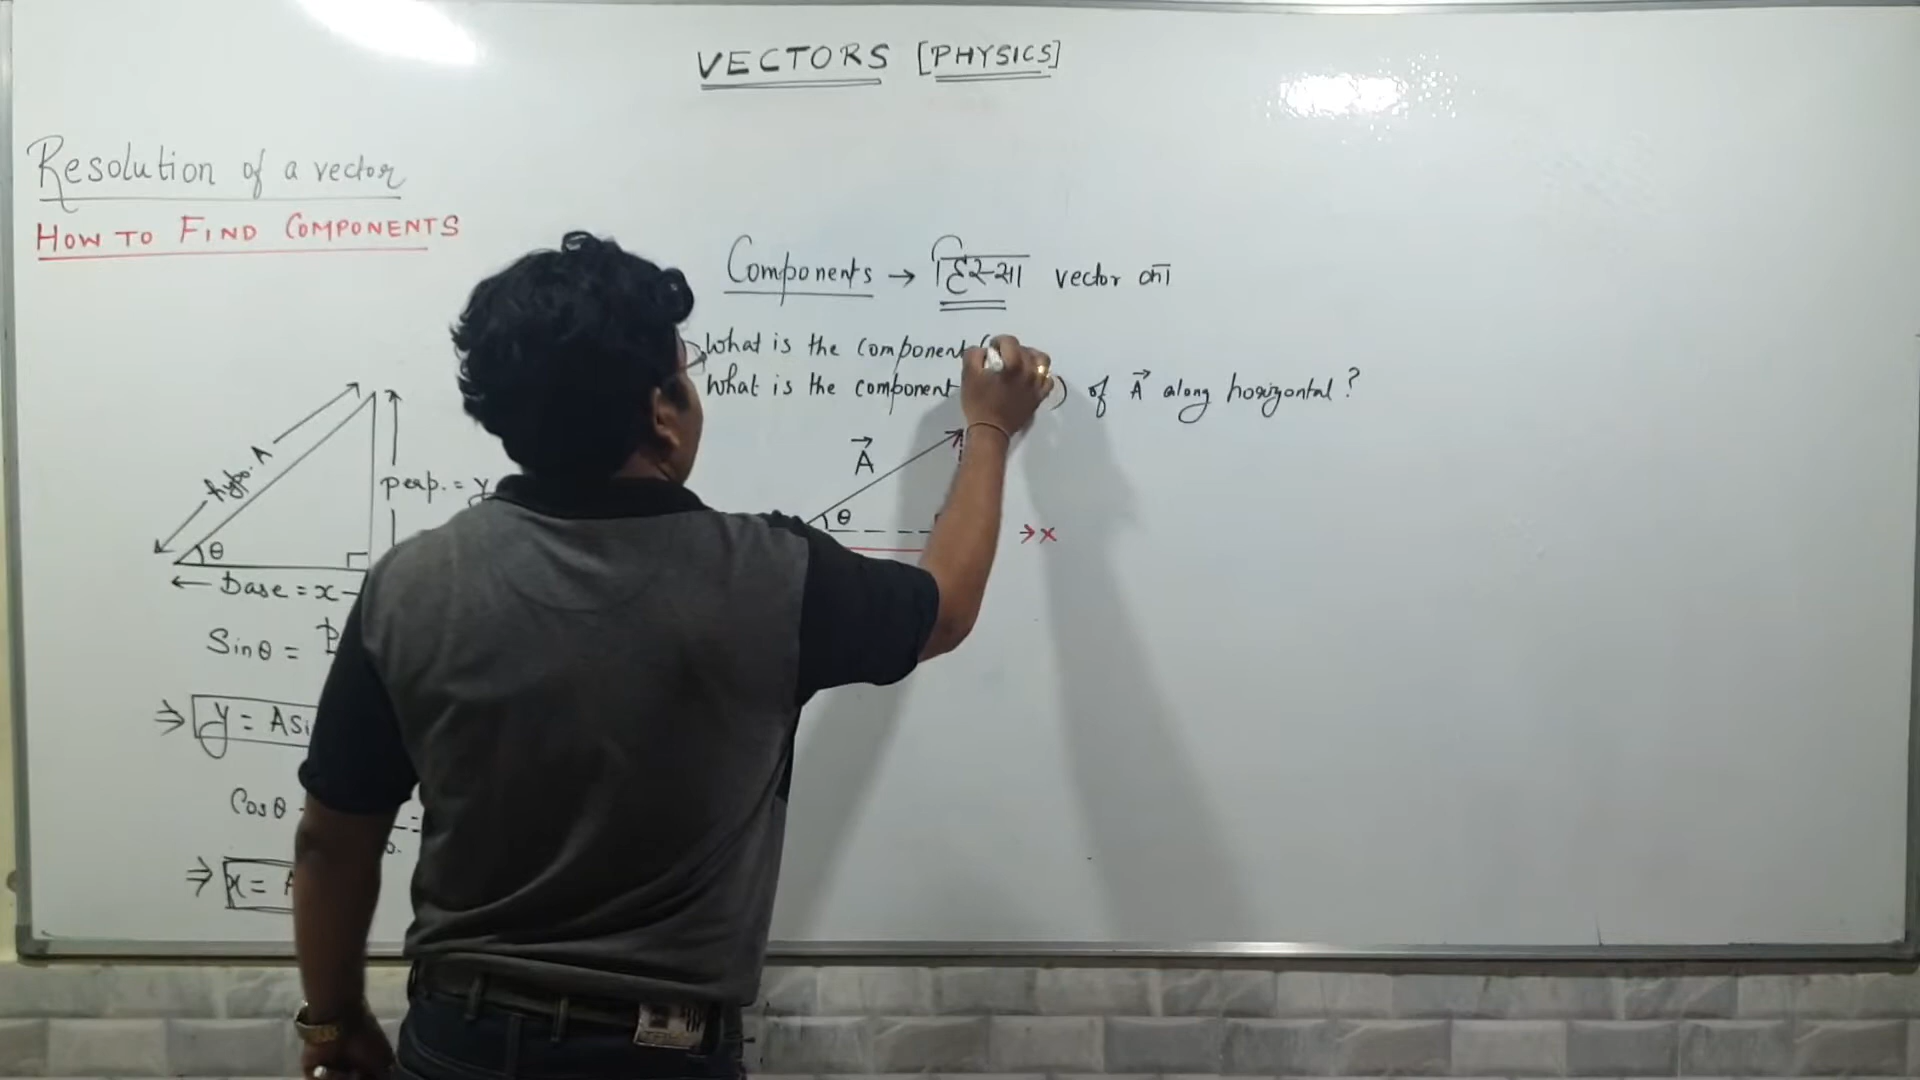 VECTORS [PHYSICS]
Resolution of a vector
HOW TO FIND COMPONENTS
Components → हिस्सा vector का
What is the component (
What is the component ) of A⃗ along horizontal ?
hypo. A
perp. = y
θ
← Base = x
Sinθ =
⇒ y = Asi
Cosθ
⇒ x = A
A⃗
θ
→ x